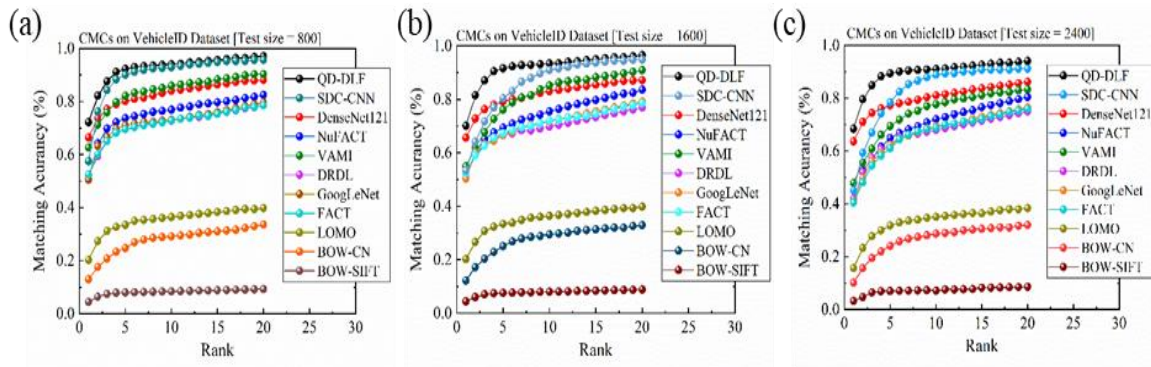 (a)
CMCs on VehicleID Dataset [Test size = 800]
Matching Acurancy (%)
1.0
0.8
0.6
0.4
0.2
0.0
0 5 10 15 20 25 30
Rank
QD-DLF
SDC-CNN
DenseNet121
NuFACT
VAMI
DRDL
GoogLeNet
FACT
LOMO
BOW-CN
BOW-SIFT
(b)
CMCs on VehicleID Dataset [Test size 1600]
Matching Acurancy (%)
1.0
0.8
0.6
0.4
0.2
0.0
0 5 10 15 20 25 30
Rank
QD-DLF
SDC-CNN
DenseNet121
NuFACT
VAMI
DRDL
GoogLeNet
FACT
LOMO
BOW-CN
BOW-SIFT
(c)
CMCs on VehicleID Dataset [Test size = 2400]
Matching Acurancy (%)
1.0
0.8
0.6
0.4
0.2
0.0
0 5 10 15 20 25 30
Rank
QD-DLF
SDC-CNN
DenseNet121
NuFACT
VAMI
DRDL
GoogLeNet
FACT
LOMO
BOW-CN
BOW-SIFT